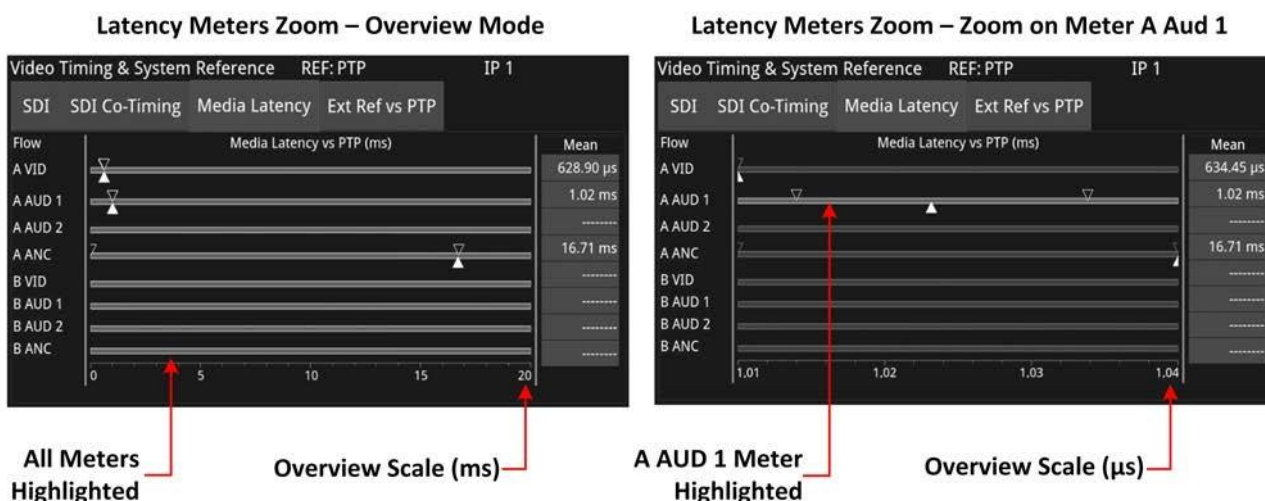 Latency Meters Zoom – Overview Mode
Video Timing & System Reference REF: PTP IP 1
SDI SDI Co-Timing Media Latency Ext Ref vs PTP
Flow Media Latency vs PTP (ms) Mean
A VID 628.90 µs
A AUD 1 1.02 ms
A AUD 2 --------
A ANC 16.71 ms
B VID --------
B AUD 1 --------
B AUD 2 --------
B ANC --------
0 5 10 15 20
All Meters
Highlighted
Overview Scale (ms)
Latency Meters Zoom – Zoom on Meter A Aud 1
Video Timing & System Reference REF: PTP IP 1
SDI SDI Co-Timing Media Latency Ext Ref vs PTP
Flow Media Latency vs PTP (ms) Mean
A VID 634.45 µs
A AUD 1 1.02 ms
A AUD 2 --------
A ANC 16.71 ms
B VID --------
B AUD 1 --------
B AUD 2 --------
B ANC --------
1,01 1,02 1,03 1,04
A AUD 1 Meter
Highlighted
Overview Scale (µs)